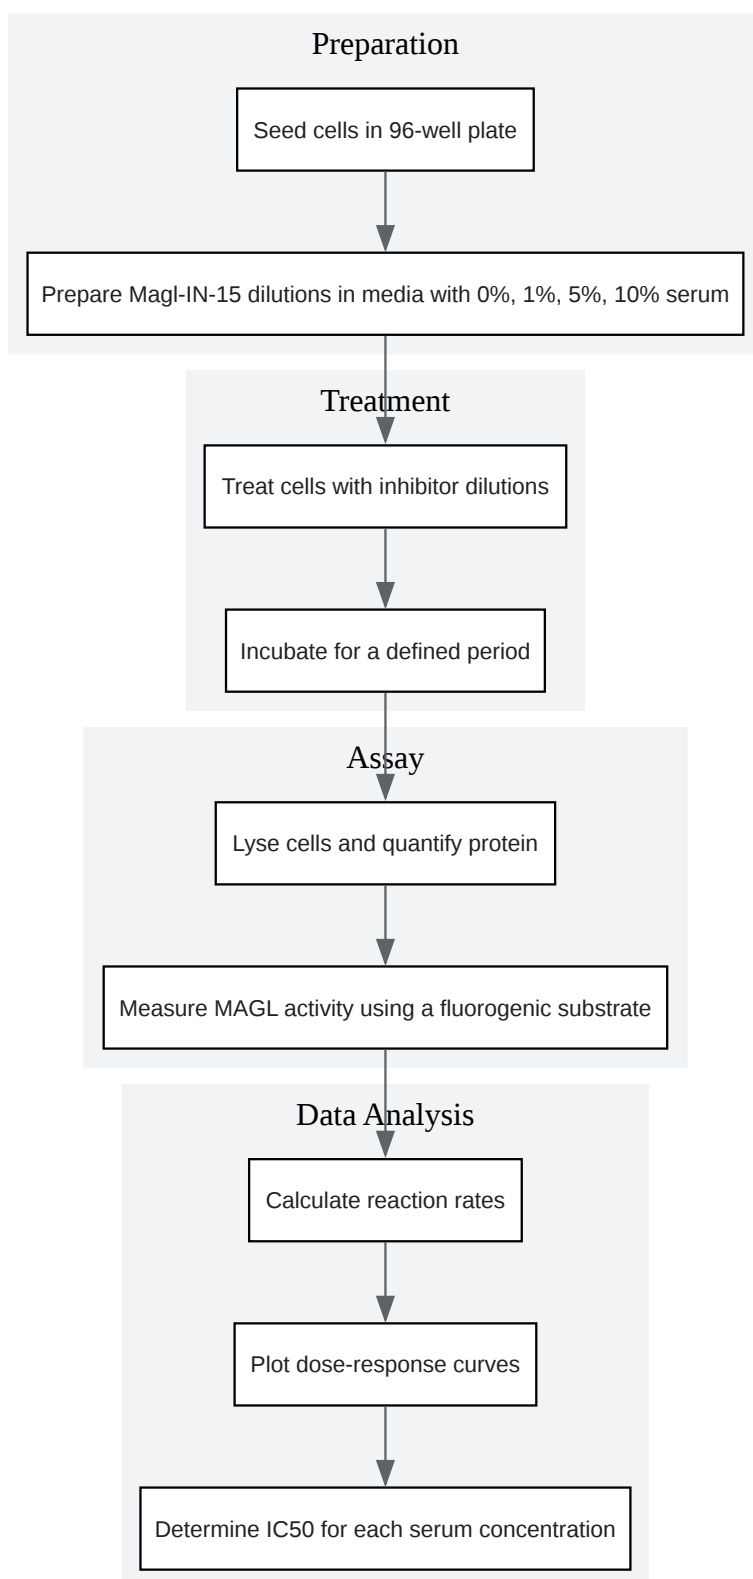 Preparation
Seed cells in 96-well plate
Prepare Magl-IN-15 dilutions in media with 0%, 1%, 5%, 10% serum
Treatment
Treat cells with inhibitor dilutions
Incubate for a defined period
Assay
Lyse cells and quantify protein
Measure MAGL activity using a fluorogenic substrate
Data Analysis
Calculate reaction rates
Plot dose-response curves
Determine IC50 for each serum concentration